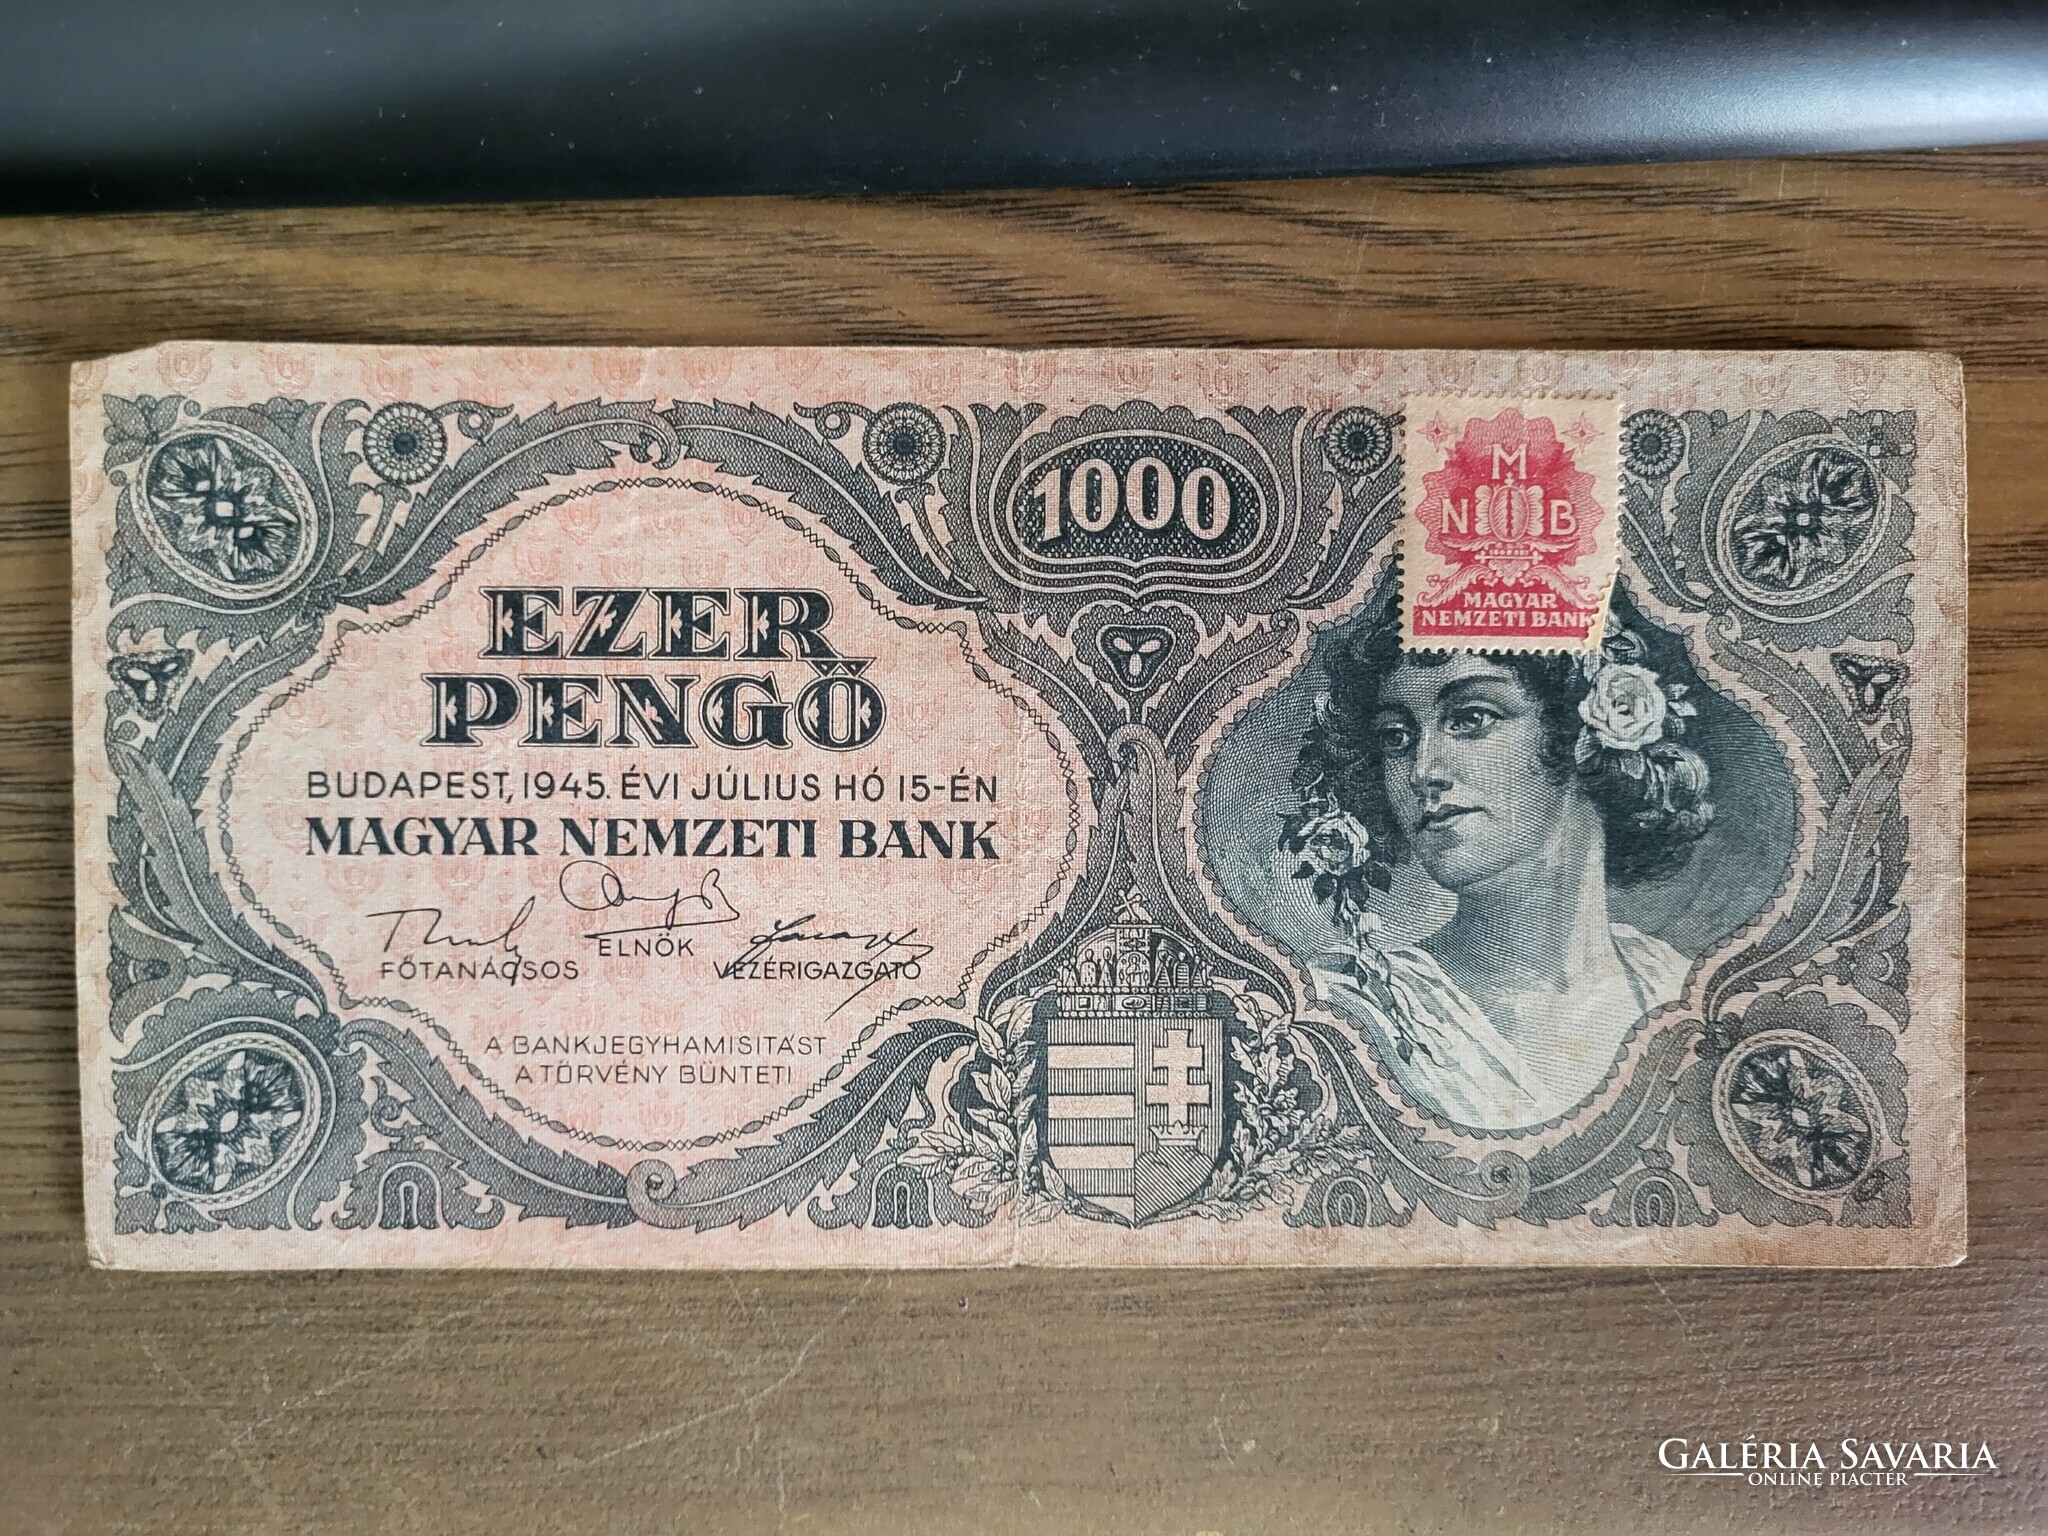 1000
M
N B
MAGYAR
NEMZETI BANK
EZER
PENGŐ
BUDAPEST, 1945. ÉVI JÚLIUS HÓ 15-ÉN
MAGYAR NEMZETI BANK
ELNÖK
FŐTANÁCSOS VEZÉRIGAZGATÓ
A BANKJEGYHAMISITÁST
A TÖRVÉNY BÜNTETI
GALÉRIA SAVARIA
ONLINE PIACTÉR